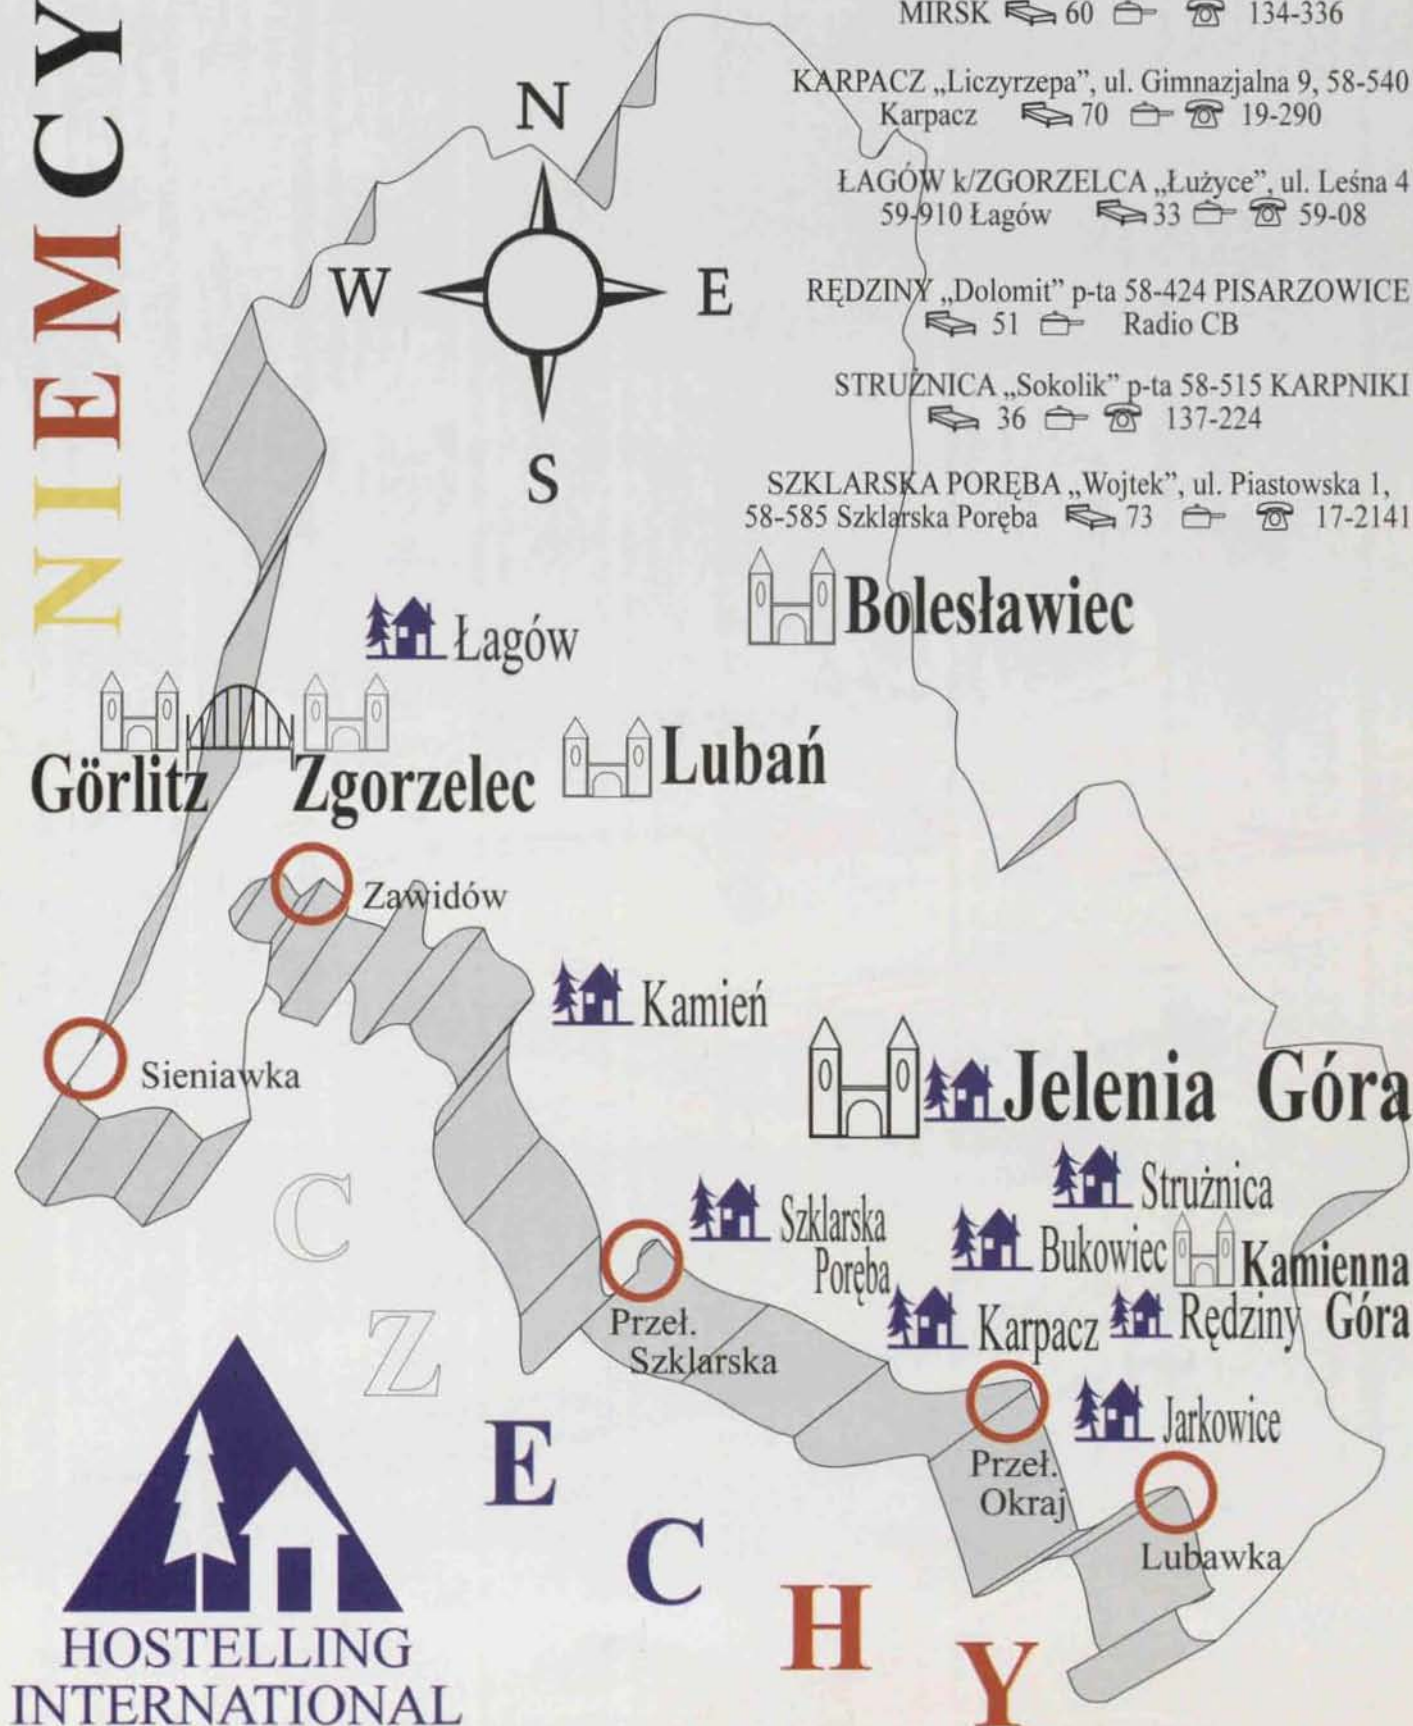 MIRSK 60 134-336
KARPACZ „Liczyrzepa”, ul. Gimnazjalna 9, 58-540
Karpacz 70 19-290
ŁAGÓW k/ZGORZELCA „Łużyce”, ul. Leśna 4
59-910 Łagów 33 59-08
RĘDZINY „Dolomit” p-ta 58-424 PISARZOWICE
51 Radio CB
STRUŻNICA „Sokolik” p-ta 58-515 KARPNIKI
36 137-224
SZKLARSKA PORĘBA „Wojtek”, ul. Piastowska 1,
58-585 Szklarska Poręba 73 17-2141
NIEMCY
N
W E
S
Łagów
Bolesławiec
Görlitz Zgorzelec
Lubań
Zawidów
Kamień
Sieniawka
Jelenia Góra
Strużnica
Szklarska
Poręba
Bukowiec
Kamienna
Góra
Karpacz
Rędziny
Przeł.
Szklarska
Jarkowice
Przeł.
Okraj
Lubawka
CZECHY
HOSTELLING
INTERNATIONAL